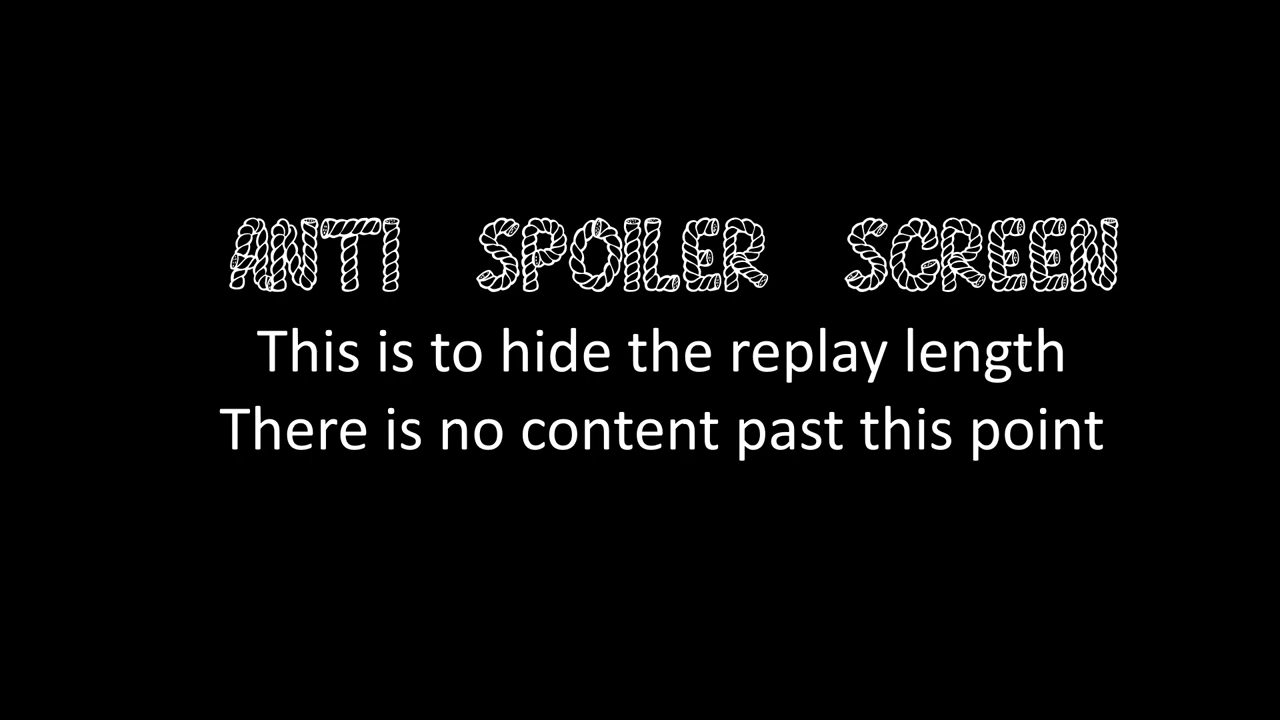 ANTI SPOILER SCREEN
This is to hide the replay length
There is no content past this point